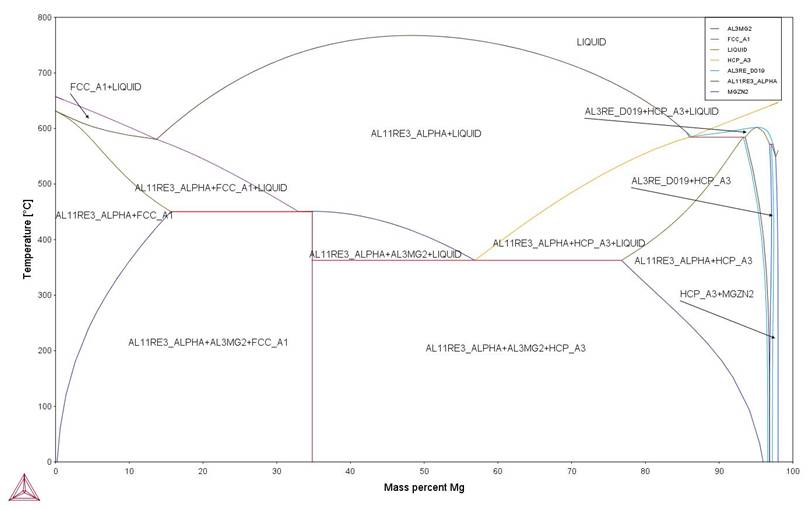 800
700
600
500
400
300
200
100
0
Temperature [°C]
LIQUID
FCC_A1+LIQUID
AL11RE3_ALPHA+LIQUID
AL3RE_D019+HCP_A3+LIQUID
AL11RE3_ALPHA+FCC_A1+LIQUID
AL3RE_D019+HCP_A3
AL11RE3_ALPHA+FCC_A1
AL11RE3_ALPHA+AL3MG2+LIQUID
AL11RE3_ALPHA+HCP_A3+LIQUID
AL11RE3_ALPHA+HCP_A3
HCP_A3+MGZN2
AL11RE3_ALPHA+AL3MG2+FCC_A1
AL11RE3_ALPHA+AL3MG2+HCP_A3
AL3MG2
FCC_A1
LIQUID
HCP_A3
AL3RE_D019
AL11RE3_ALPHA
MGZN2
0 10 20 30 40 50 60 70 80 90 100
Mass percent Mg